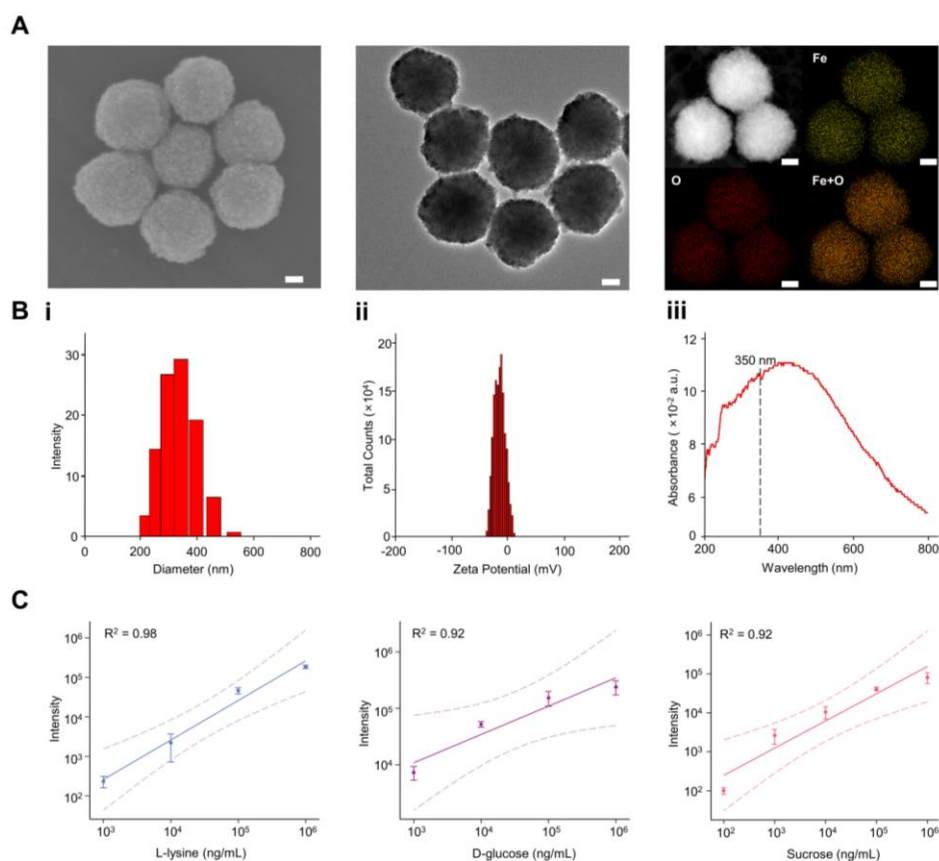 A
Fe
O
Fe+O
B
i
ii
iii
30
20
10
0
Intensity
0
200
400
600
800
Diameter (nm)
20
15
10
5
0
Total Counts (×10⁴)
-200
-100
0
100
200
Zeta Potential (mV)
12
10
8
6
0
Absorbance (×10⁻² a.u.)
350 nm
200
400
600
800
Wavelength (nm)
C
R² = 0.98
10⁶
10⁵
10⁴
10³
10²
Intensity
10³
10⁴
10⁵
10⁶
L-lysine (ng/mL)
R² = 0.92
10⁶
10⁵
10⁴
Intensity
10³
10⁴
10⁵
10⁶
D-glucose (ng/mL)
R² = 0.92
10⁶
10⁵
10⁴
10³
10²
Intensity
10²
10³
10⁴
10⁵
10⁶
Sucrose (ng/mL)